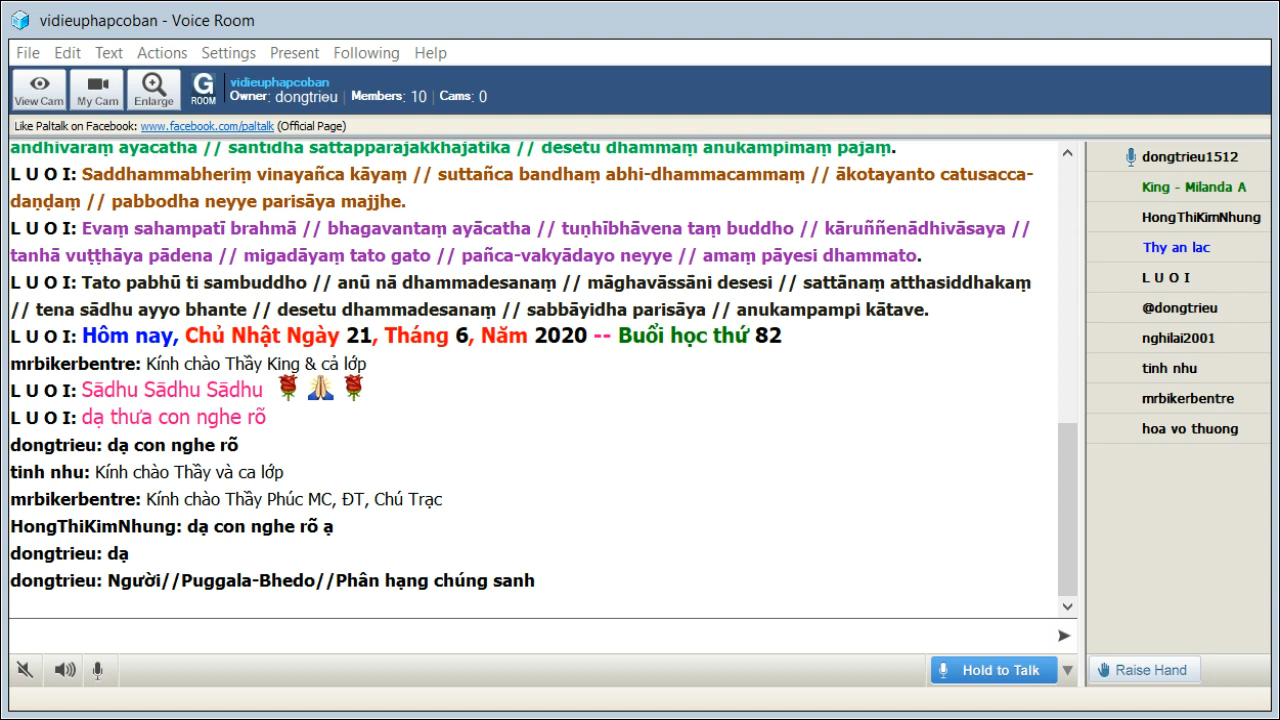 vidieuphapcoban - Voice Room
File Edit Text Actions Settings Present Following Help
View Cam My Cam Enlarge G ROOM
vidieuphapcoban
Owner: dongtrieu | Members: 10 | Cams: 0
Like Paltalk on Facebook: www.facebook.com/paltalk (Official Page)
andhivaraṃ ayācatha // santīdha sattapparajakkhajātikā // desetu dhammaṃ anukampimaṃ pajaṃ.
L U O I: Saddhammabheriṃ vinayañca kāyaṃ // suttañca bandhaṃ abhi-dhammacammaṃ // ākotayanto catusacca-
daṇḍaṃ // pabbodha neyye parisāya majjhe.
L U O I: Evaṃ sahampatī brahmā // bhagavantaṃ ayācatha // tuṇhībhāvena taṃ buddho // kāruññenādhivāsaya //
tanhā vuṭṭhāya pādena // migadāyaṃ tato gato // pañca-vakyādayo neyye // amaṃ pāyesi dhammato.
L U O I: Tato pabhū ti sambuddho // anū nā dhammadesanaṃ // māghavāssāni desesi // sattānaṃ atthasiddhakaṃ
// tena sādhu ayyo bhante // desetu dhammadesanaṃ // sabbāyidha parisāya // anukampampi kātave.
L U O I: Hôm nay, Chủ Nhật Ngày 21, Tháng 6, Năm 2020 -- Buổi học thứ 82
mrbikerbentre: Kính chào Thầy King & cả lớp
L U O I: Sādhu Sādhu Sādhu 🌹 🙏 🌹
L U O I: dạ thưa con nghe rõ
dongtrieu: dạ con nghe rõ
tinh nhu: Kính chào Thầy và ca lớp
mrbikerbentre: Kính chào Thầy Phúc MC, ĐT, Chú Trạc
HongThiKimNhung: dạ con nghe rõ ạ
dongtrieu: dạ
dongtrieu: Người//Puggala-Bhedo//Phân hạng chúng sanh
Hold to Talk
dongtrieu1512
King - Milanda A
HongThiKimNhung
Thy an lac
L U O I
@dongtrieu
nghilai2001
tinh nhu
mrbikerbentre
hoa vo thuong
Raise Hand